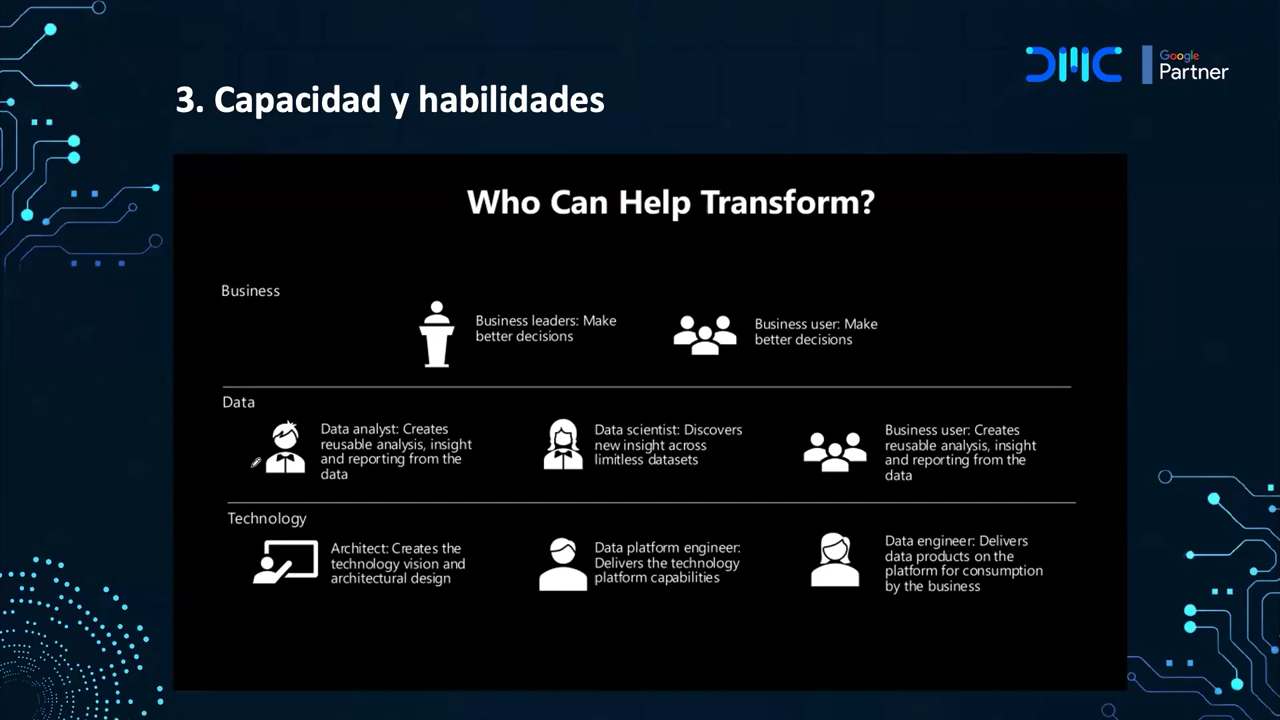 DMC
Google
Partner
3. Capacidad y habilidades
Who Can Help Transform?
Business
Business leaders: Make
better decisions
Business user: Make
better decisions
Data
Data analyst: Creates
reusable analysis, insight
and reporting from the
data
Data scientist: Discovers
new insight across
limitless datasets
Business user: Creates
reusable analysis, insight
and reporting from the
data
Technology
Architect: Creates the
technology vision and
architectural design
Data platform engineer:
Delivers the technology
platform capabilities
Data engineer: Delivers
data products on the
platform for consumption
by the business